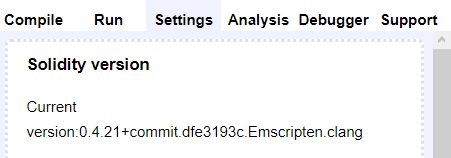 Compile Run Settings Analysis Debugger Support
Solidity version
Current
version:0.4.21+commit.dfe3193c.Emscripten.clang